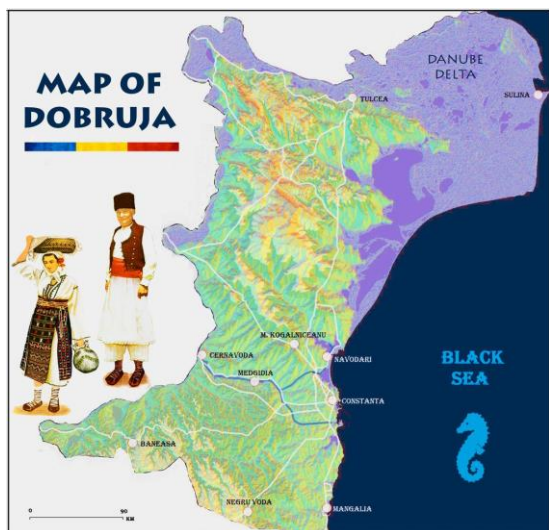 MAP OF
DOBRUJA
DANUBE
DELTA
TULCEA
SULINA
M. KOGALNICEANU
CERNAVODA
NAVODARI
MEDGIDIA
BLACK
SEA
CONSTANTA
BANEASA
NEGRU VODA
MANGALIA
0 90
KM